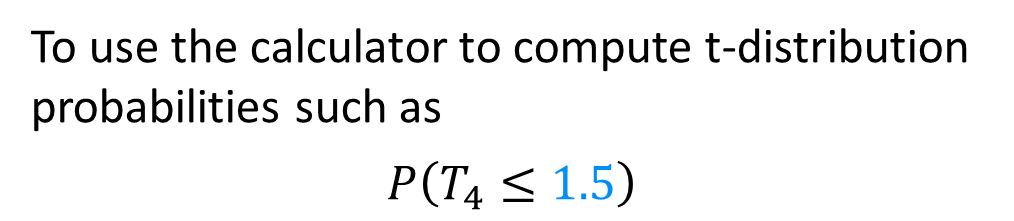 To use the calculator to compute t-distribution
probabilities such as
P(T₄ ≤ 1.5)